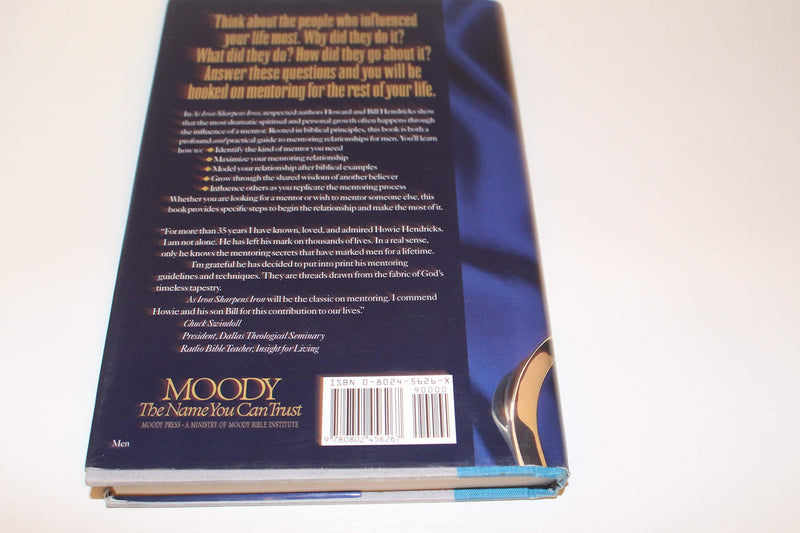 Think about the people who influenced
your life most. Why did they do it?
What did they do? How did they go about it?
Answer these questions and you will be
hooked on mentoring for the rest of your life.
In As Iron Sharpens Iron, respected authors Howard and Bill Hendricks show
that the most dramatic spiritual and personal growth often happens through
the influence of a mentor. Rooted in biblical principles, this book is both a
profound and practical guide to mentoring relationships for men. You'll learn
how to: ◆ Identify the kind of mentor you need
◆ Maximize your mentoring relationship
◆ Model your relationship after biblical examples
◆ Grow through the shared wisdom of another believer
◆ Influence others as you replicate the mentoring process
Whether you are looking for a mentor or wish to mentor someone else, this
book provides specific steps to begin the relationship and make the most of it.
“For more than 35 years I have known, loved, and admired Howie Hendricks.
I am not alone. He has left his mark on thousands of lives. In a real sense,
only he knows the mentoring secrets that have marked men for a lifetime.
I'm grateful he has decided to put into print his mentoring
guidelines and techniques. They are threads drawn from the fabric of God's
timeless tapestry.
As Iron Sharpens Iron will be the classic on mentoring. I commend
Howie and his son Bill for this contribution to our lives.”
Chuck Swindoll
President, Dallas Theological Seminary
Radio Bible Teacher, Insight for Living
MOODY
The Name You Can Trust
MOODY PRESS • A MINISTRY OF MOODY BIBLE INSTITUTE
ISBN 0-8024-5626-X
90000
9 780802 456267
Men